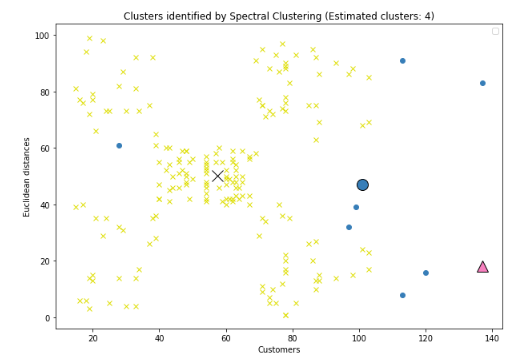 Clusters identified by Spectral Clustering (Estimated clusters: 4)
100
80
60
40
20
0
Euclidean distances
20 40 60 80 100 120 140
Customers